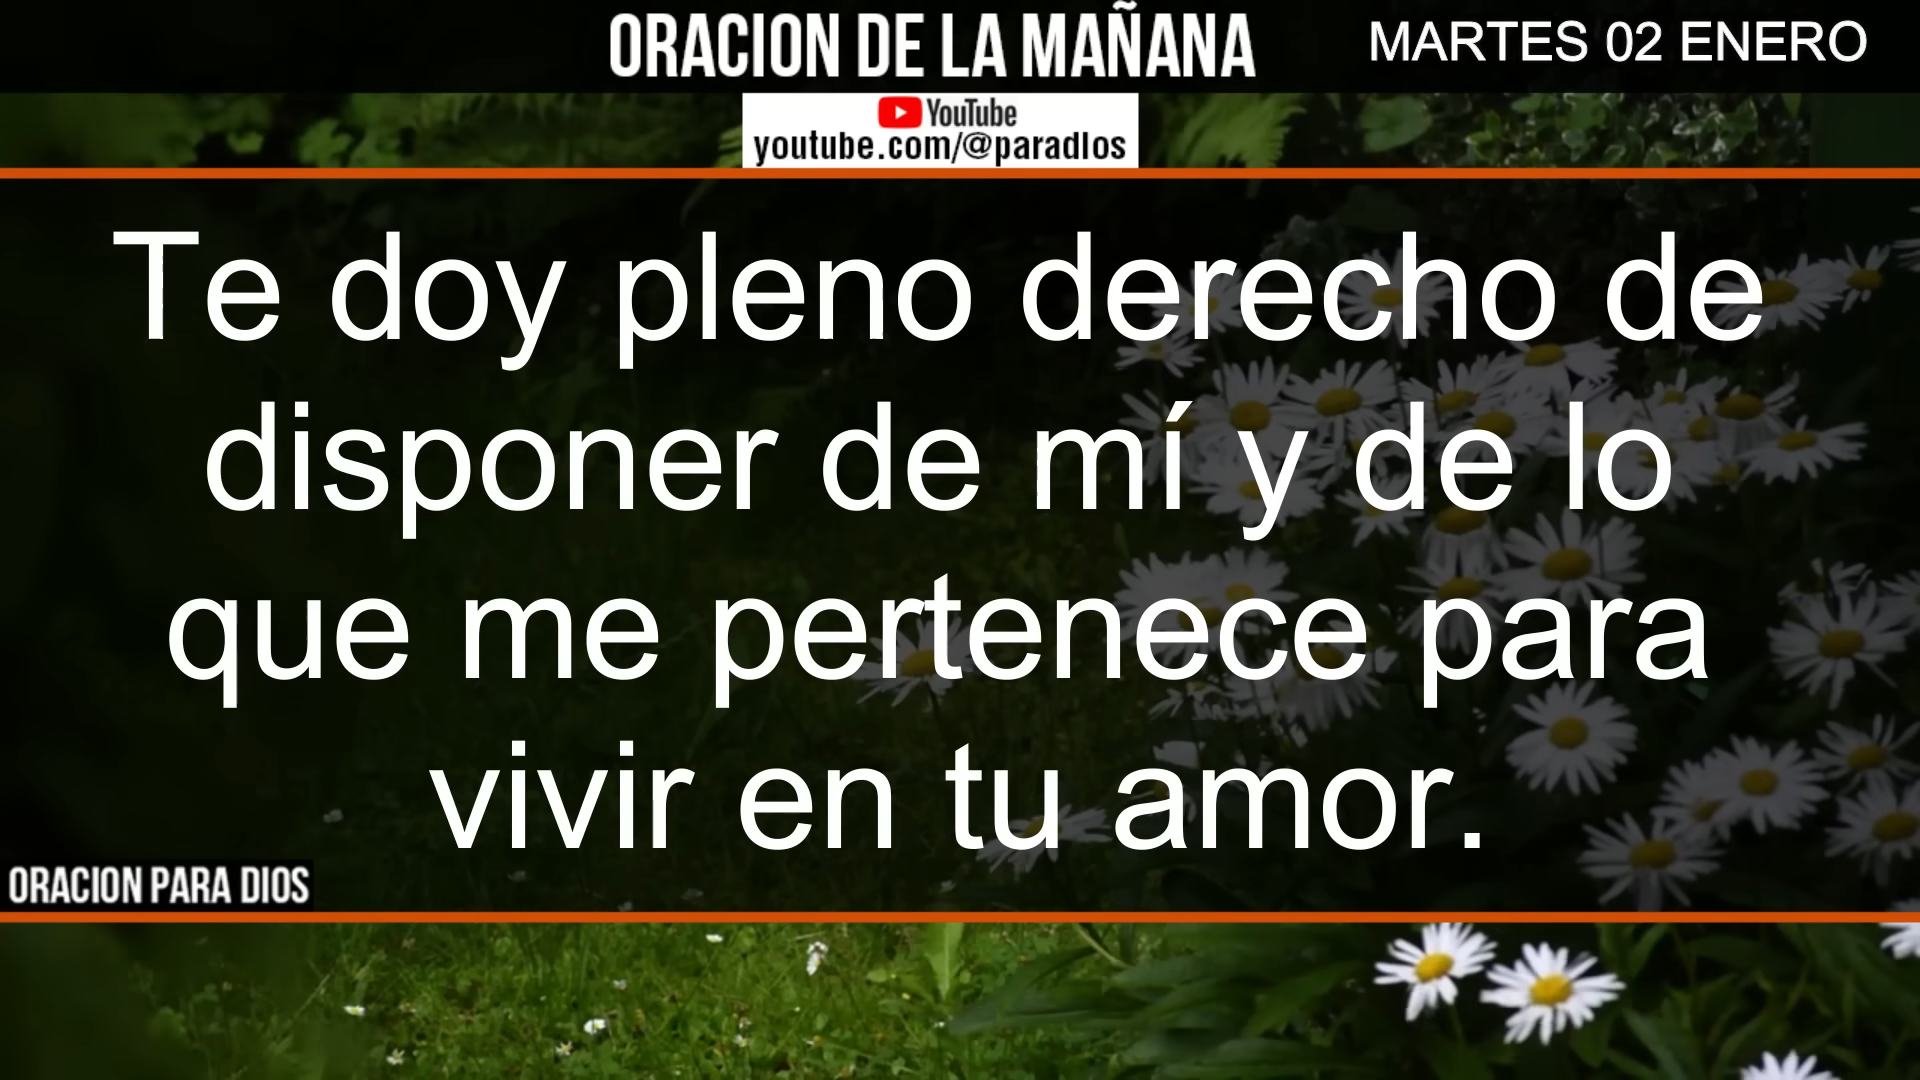 ORACION DE LA MAÑANA
MARTES 02 ENERO
YouTube
youtube.com/@paradIos
Te doy pleno derecho de
disponer de mí y de lo
que me pertenece para
vivir en tu amor.
ORACION PARA DIOS